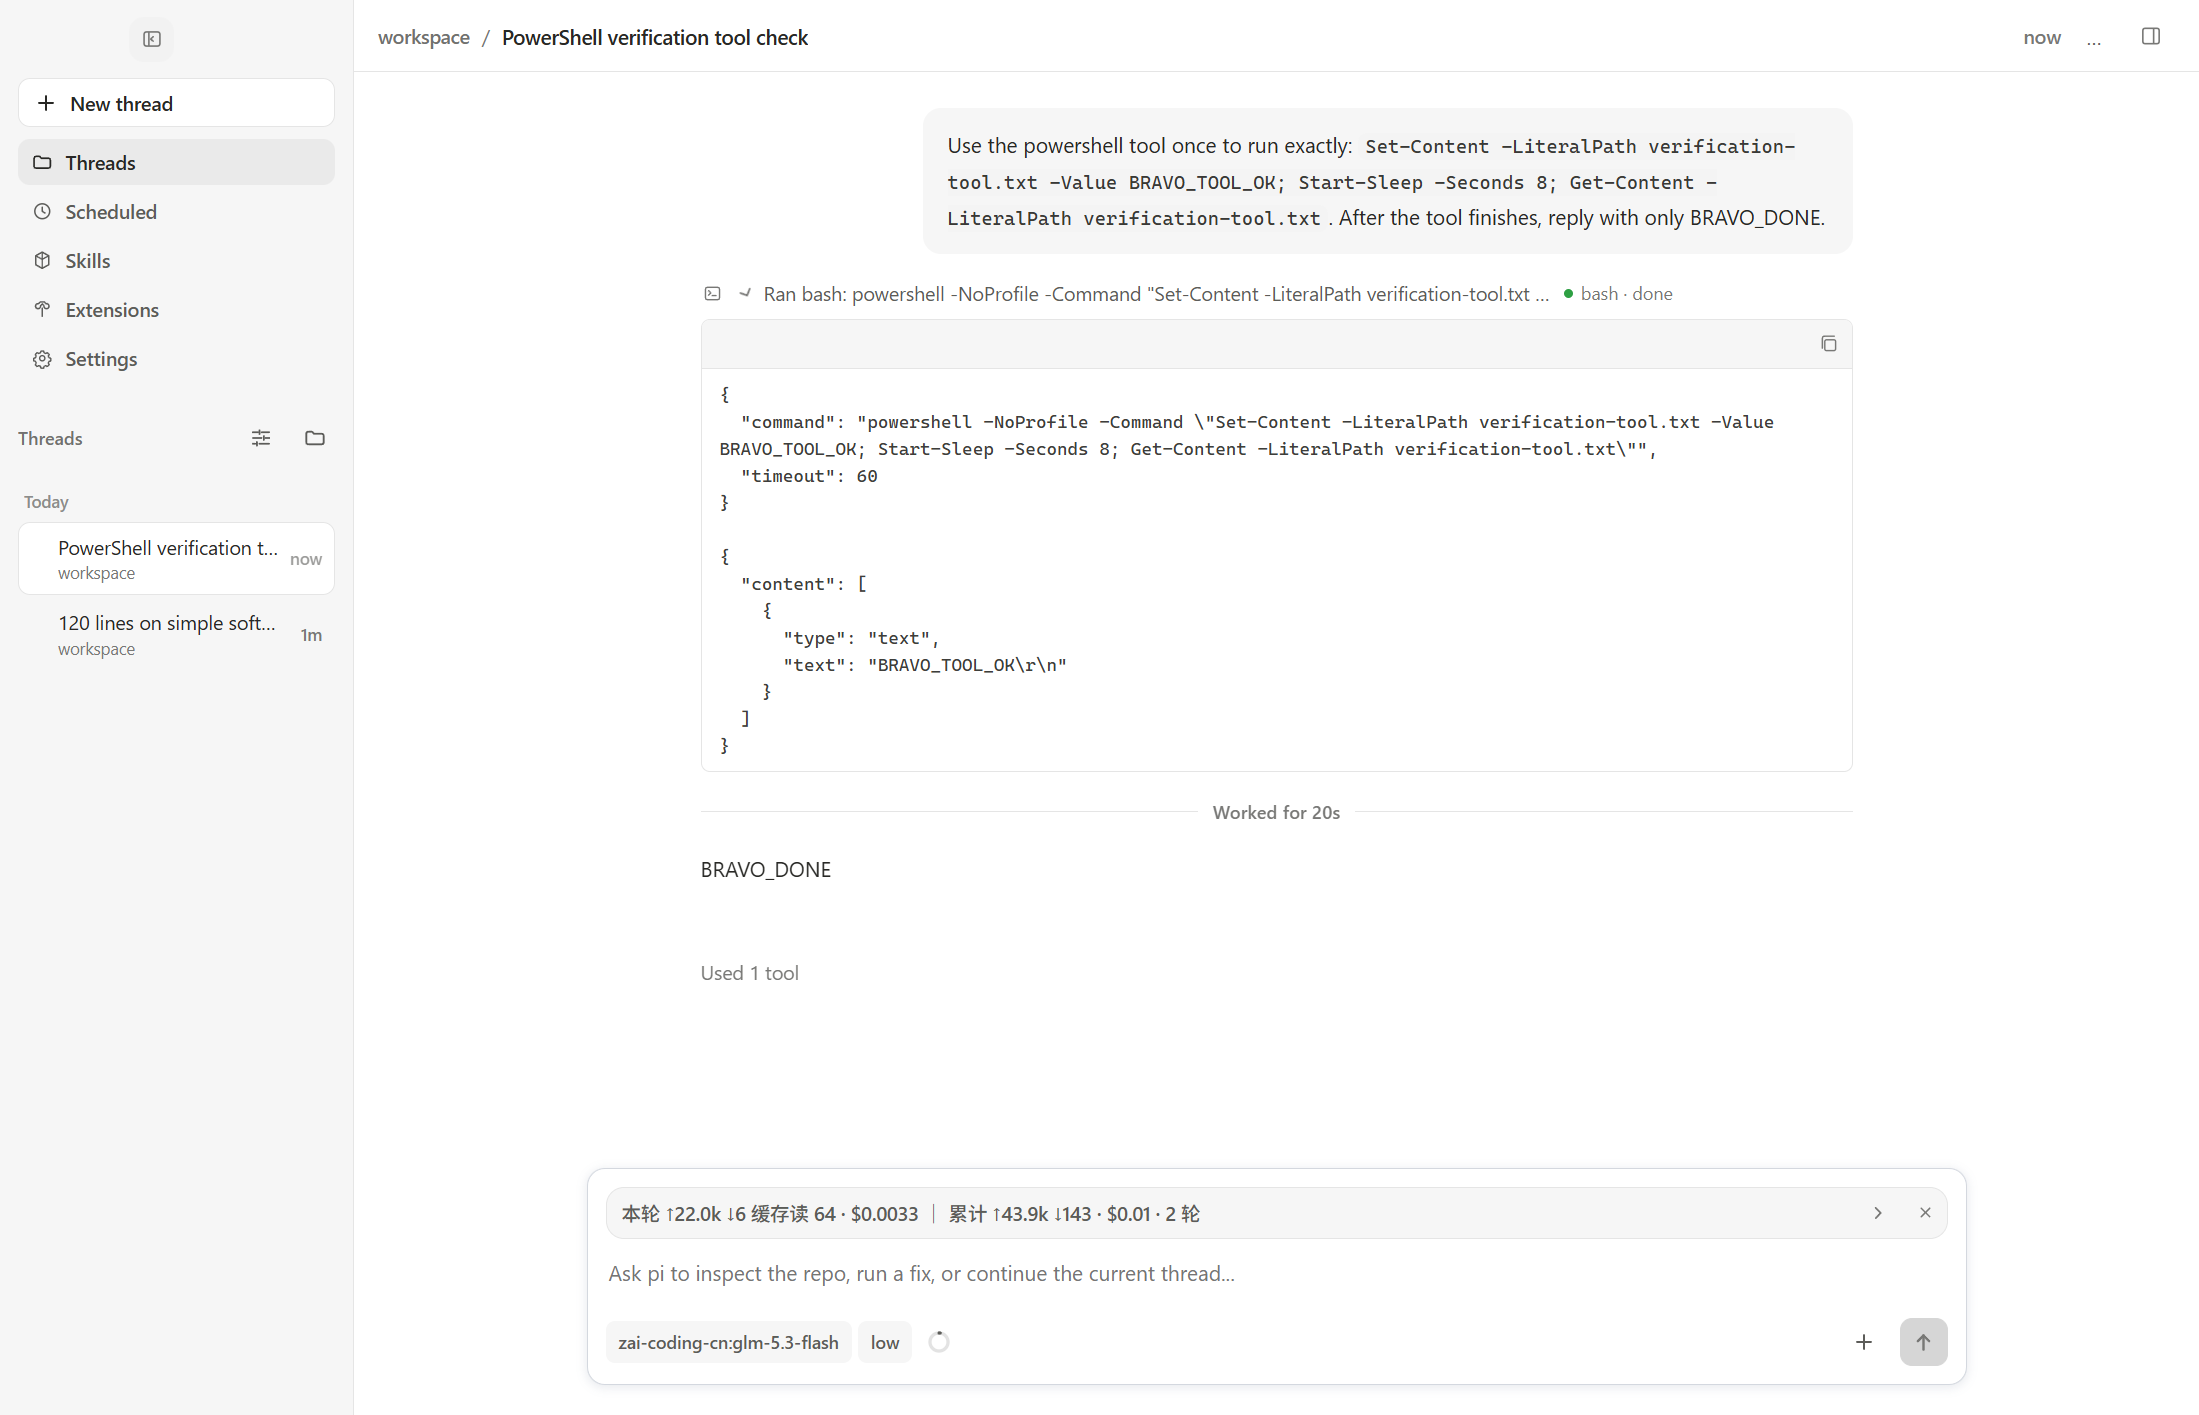 New thread
Threads
Scheduled
Skills
Extensions
Settings
Threads
Today
PowerShell verification t...
now
workspace
120 lines on simple soft...
1m
workspace
workspace / PowerShell verification tool check
now ...
Use the powershell tool once to run exactly: Set-Content -LiteralPath verification-
tool.txt -Value BRAVO_TOOL_OK; Start-Sleep -Seconds 8; Get-Content -
LiteralPath verification-tool.txt . After the tool finishes, reply with only BRAVO_DONE.
Ran bash: powershell -NoProfile -Command "Set-Content -LiteralPath verification-tool.txt ... bash · done
{
  "command": "powershell -NoProfile -Command \"Set-Content -LiteralPath verification-tool.txt -Value
BRAVO_TOOL_OK; Start-Sleep -Seconds 8; Get-Content -LiteralPath verification-tool.txt\"",
  "timeout": 60
}
{
  "content": [
    {
      "type": "text",
      "text": "BRAVO_TOOL_OK\r\n"
    }
  ]
}
Worked for 20s
BRAVO_DONE
Used 1 tool
本轮 ↑22.0k ↓6 缓存读 64 · $0.0033 | 累计 ↑43.9k ↓143 · $0.01 · 2 轮
Ask pi to inspect the repo, run a fix, or continue the current thread...
zai-coding-cn:glm-5.3-flash low